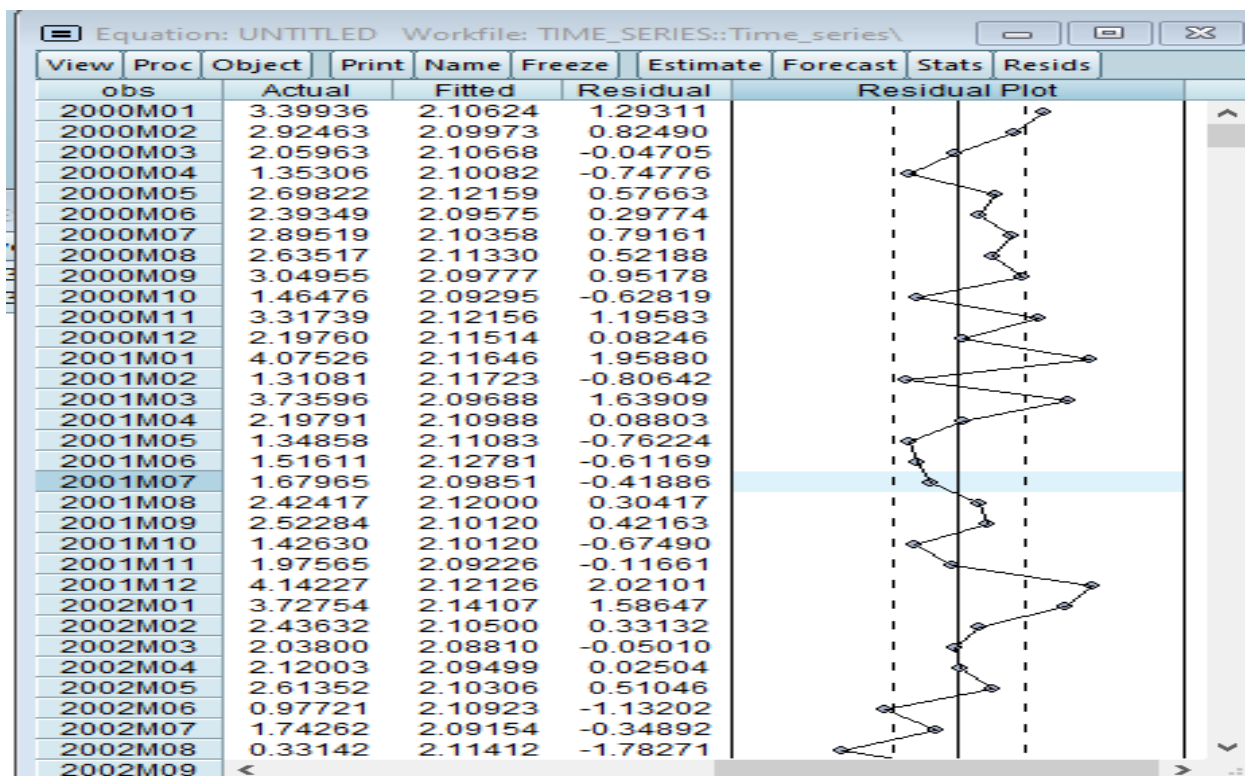 Equation: UNTITLED Workfile: TIME_SERIES::Time_series\
View Proc Object Print Name Freeze Estimate Forecast Stats Resids
obs Actual Fitted Residual Residual Plot
2000M01 3.39936 2.10624 1.29311
2000M02 2.92463 2.09973 0.82490
2000M03 2.05963 2.10668 -0.04705
2000M04 1.35306 2.10082 -0.74776
2000M05 2.69822 2.12159 0.57663
2000M06 2.39349 2.09575 0.29774
2000M07 2.89519 2.10358 0.79161
2000M08 2.63517 2.11330 0.52188
2000M09 3.04955 2.09777 0.95178
2000M10 1.46476 2.09295 -0.62819
2000M11 3.31739 2.12156 1.19583
2000M12 2.19760 2.11514 0.08246
2001M01 4.07526 2.11646 1.95880
2001M02 1.31081 2.11723 -0.80642
2001M03 3.73596 2.09688 1.63909
2001M04 2.19791 2.10988 0.08803
2001M05 1.34858 2.11083 -0.76224
2001M06 1.51611 2.12781 -0.61169
2001M07 1.67965 2.09851 -0.41886
2001M08 2.42417 2.12000 0.30417
2001M09 2.52284 2.10120 0.42163
2001M10 1.42630 2.10120 -0.67490
2001M11 1.97565 2.09226 -0.11661
2001M12 4.14227 2.12126 2.02101
2002M01 3.72754 2.14107 1.58647
2002M02 2.43632 2.10500 0.33132
2002M03 2.03800 2.08810 -0.05010
2002M04 2.12003 2.09499 0.02504
2002M05 2.61352 2.10306 0.51046
2002M06 0.97721 2.10923 -1.13202
2002M07 1.74262 2.09154 -0.34892
2002M08 0.33142 2.11412 -1.78271
2002M09